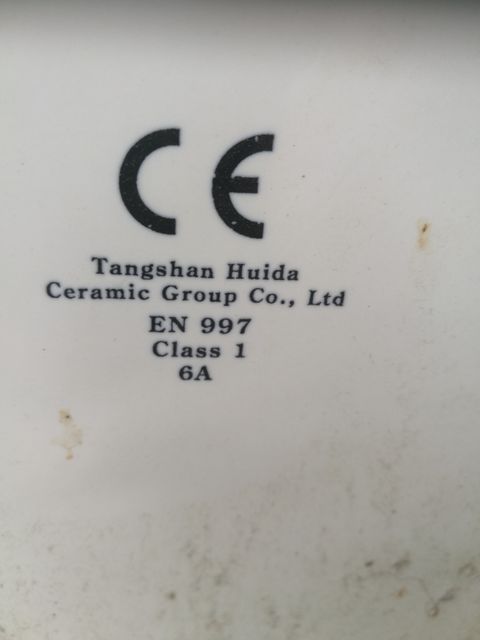 CE
Tangshan Huida
Ceramic Group Co., Ltd
EN 997
Class 1
6A